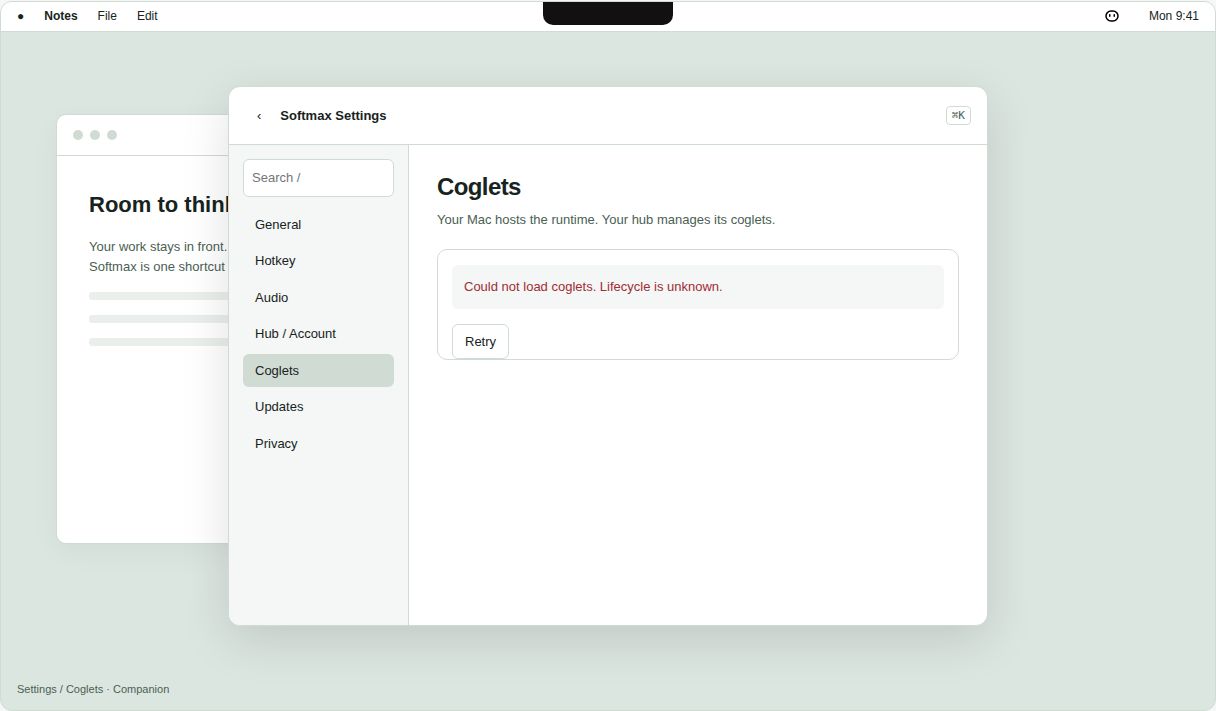 Notes File Edit
Mon 9:41
‹ Softmax Settings
⌘K
Room to think
Your work stays in front.
Softmax is one shortcut
Search /
General
Hotkey
Audio
Hub / Account
Coglets
Updates
Privacy
Coglets
Your Mac hosts the runtime. Your hub manages its coglets.
Could not load coglets. Lifecycle is unknown.
Retry
Settings / Coglets · Companion